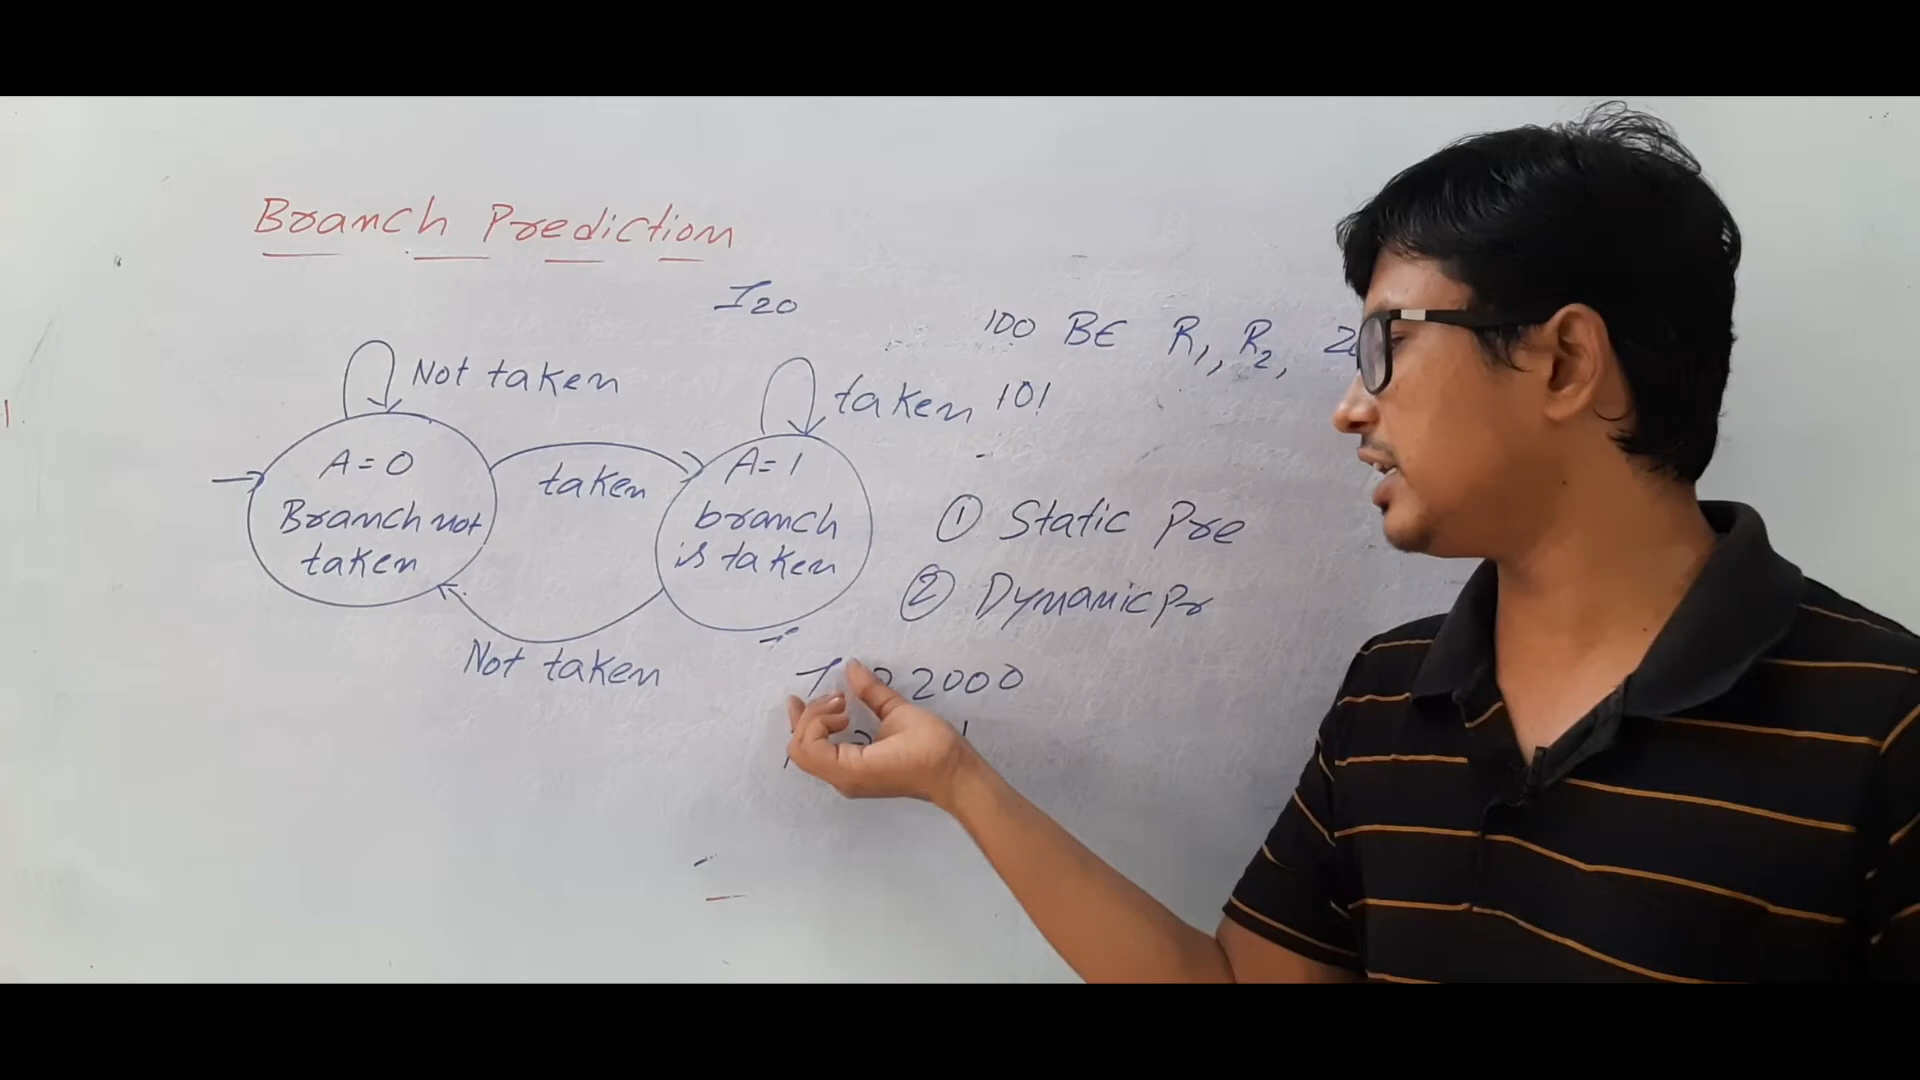 Branch Prediction
I20
100 BE R1, R2,
Not taken
taken 101
A=0
Branch not
taken
taken
A=1
branch
is taken
Not taken
① Static Pre
② Dynamic Pr
2000